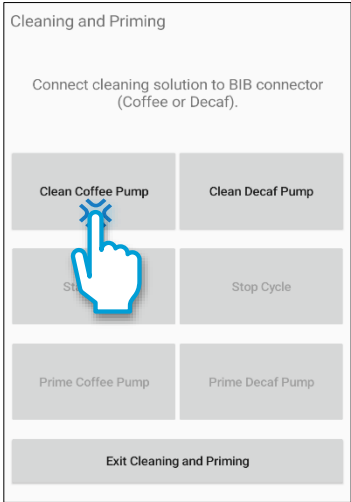 Cleaning and Priming
Connect cleaning solution to BIB connector
(Coffee or Decaf).
Clean Coffee Pump
Clean Decaf Pump
Stop Cycle
Prime Coffee Pump
Prime Decaf Pump
Exit Cleaning and Priming